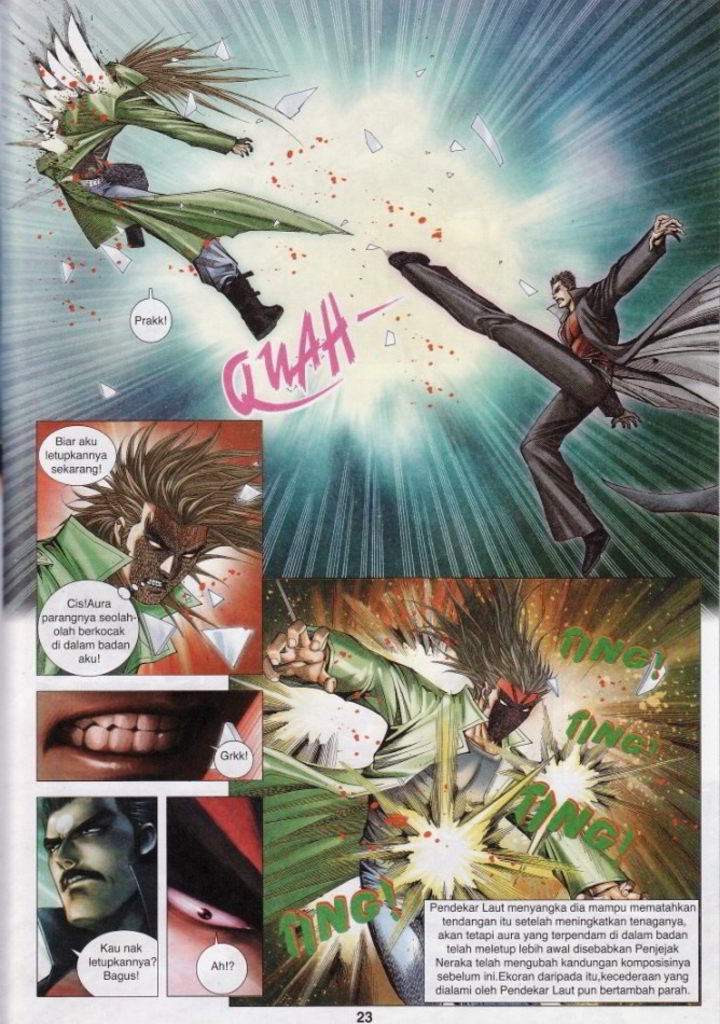 Prakk!
QUAH
Biar aku
letupkannya
sekarang!
Cis!Aura
parangnya seolah-
olah berkocak
di dalam badan
aku!
TING!
TING!
TING!
TING!
TING!
Grkk!
Kau nak
letupkannya?
Bagus!
Ah!?
Pendekar Laut menyangka dia mampu mematahkan
tendangan itu setelah meningkatkan tenaganya,
akan tetapi aura yang terpendam di dalam badan
telah meletup lebih awal disebabkan Penjejak
Neraka telah mengubah kandungan komposisinya
sebelum ini.Ekoran daripada itu,kecederaan yang
dialami oleh Pendekar Laut pun bertambah parah.
23